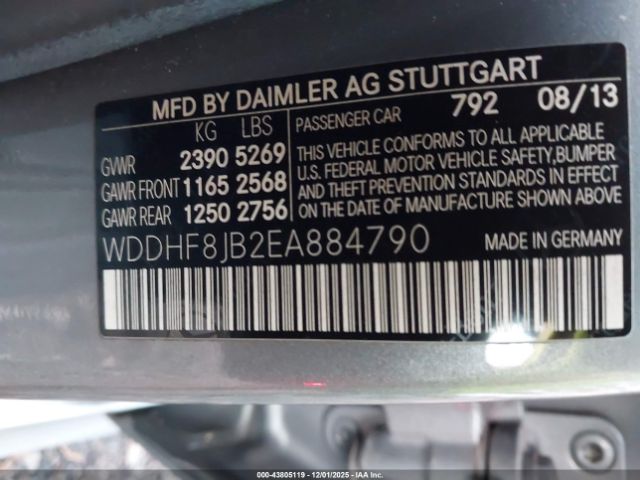 MFD BY DAIMLER AG STUTTGART
KG LBS PASSENGER CAR 792 08/13
GVWR 2390 5269
GAWR FRONT 1165 2568
GAWR REAR 1250 2756
THIS VEHICLE CONFORMS TO ALL APPLICABLE
U.S. FEDERAL MOTOR VEHICLE SAFETY, BUMPER
AND THEFT PREVENTION STANDARDS IN EFFECT
ON THE DATE OF MANUFACTURE SHOWN ABOVE.
WDDHF8JB2EA884790 MADE IN GERMANY
000-43805119 - 12/01/2025 - IAA, Inc.